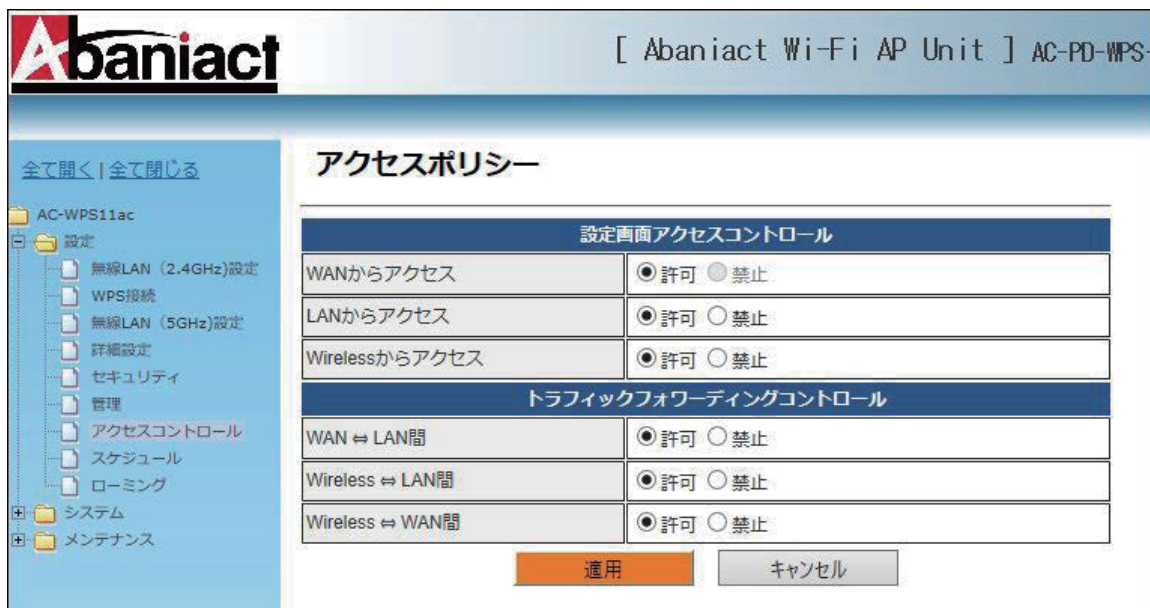 Abaniact
[ Abaniact Wi-Fi AP Unit ] AC-PD-WPS-
全て開く | 全て閉じる
AC-WPS11ac
設定
無線LAN（2.4GHz)設定
WPS接続
無線LAN（5GHz)設定
詳細設定
セキュリティ
管理
アクセスコントロール
スケジュール
ローミング
システム
メンテナンス
アクセスポリシー
設定画面アクセスコントロール
WANからアクセス 許可 禁止
LANからアクセス 許可 禁止
Wirelessからアクセス 許可 禁止
トラフィックフォワーディングコントロール
WAN ⇔ LAN間 許可 禁止
Wireless ⇔ LAN間 許可 禁止
Wireless ⇔ WAN間 許可 禁止
適用 キャンセル